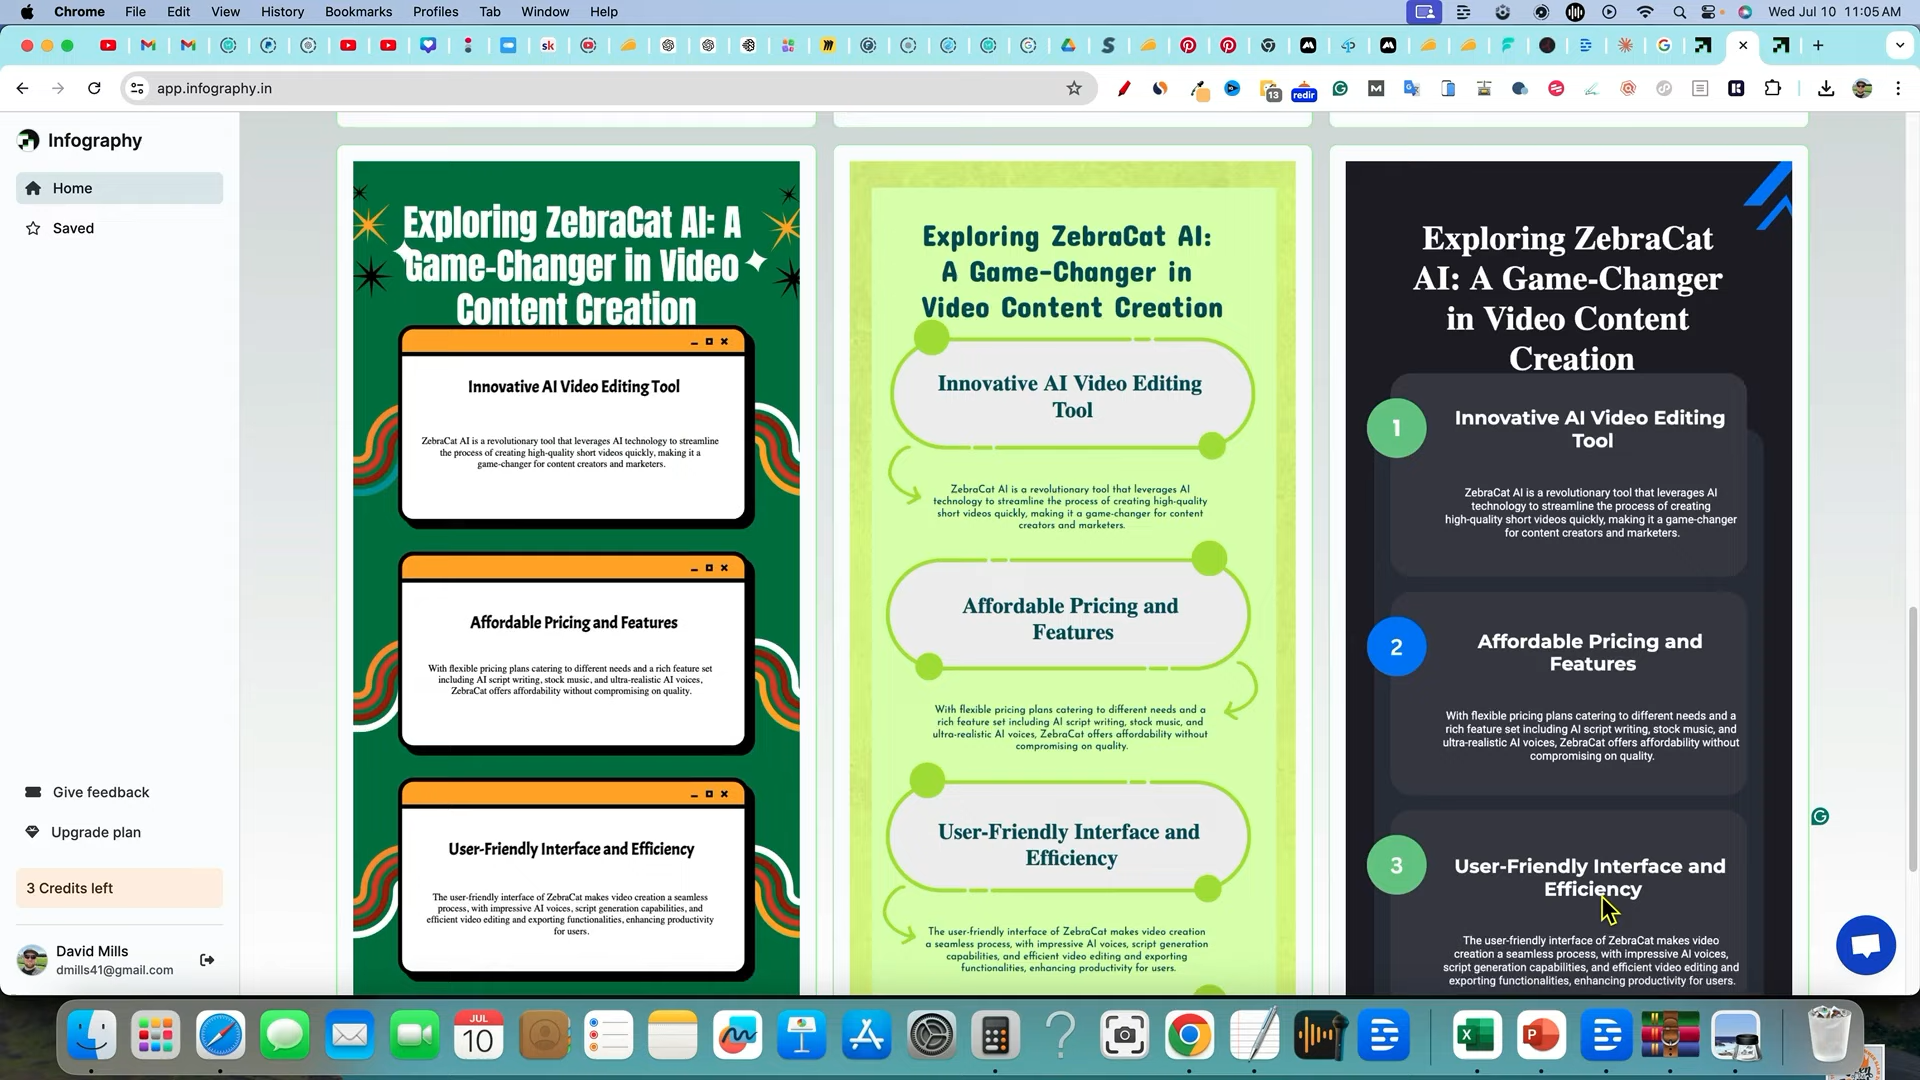 Chrome File Edit View History Bookmarks Profiles Tab Window Help
Wed Jul 10 11:05 AM
app.infography.in
13
redir
Infography
Home
Saved
Give feedback
Upgrade plan
3 Credits left
David Mills
dmills41@gmail.com
Exploring ZebraCat AI: A
Game-Changer in Video
Content Creation
Innovative AI Video Editing Tool
ZebraCat AI is a revolutionary tool that leverages AI technology to streamline
the process of creating high-quality short videos quickly, making it a
game-changer for content creators and marketers.
Affordable Pricing and Features
With flexible pricing plans catering to different needs and a rich feature set
including AI script writing, stock music, and ultra-realistic AI voices,
ZebraCat offers affordability without compromising on quality.
User-Friendly Interface and Efficiency
The user-friendly interface of ZebraCat makes video creation a seamless
process, with impressive AI voices, script generation capabilities, and
efficient video editing and exporting functionalities, enhancing productivity
for users.
Exploring ZebraCat AI:
A Game-Changer in
Video Content Creation
Innovative AI Video Editing
Tool
ZebraCat AI is a revolutionary tool that leverages AI
technology to streamline the process of creating high-quality
short videos quickly, making it a game-changer for content
creators and marketers.
Affordable Pricing and
Features
With flexible pricing plans catering to different needs and a
rich feature set including AI script writing, stock music, and
ultra-realistic AI voices, ZebraCat offers affordability without
compromising on quality.
User-Friendly Interface and
Efficiency
The user-friendly interface of ZebraCat makes video creation
a seamless process, with impressive AI voices, script generation
capabilities, and efficient video editing and exporting
functionalities, enhancing productivity for users.
Exploring ZebraCat
AI: A Game-Changer
in Video Content
Creation
1
Innovative AI Video Editing
Tool
ZebraCat AI is a revolutionary tool that leverages AI
technology to streamline the process of creating
high-quality short videos quickly, making it a game-changer
for content creators and marketers.
2
Affordable Pricing and
Features
With flexible pricing plans catering to different needs and a
rich feature set including AI script writing, stock music, and
ultra-realistic AI voices, ZebraCat offers affordability without
compromising on quality.
3
User-Friendly Interface and
Efficiency
The user-friendly interface of ZebraCat makes video
creation a seamless process, with impressive AI voices,
script generation capabilities, and efficient video editing and
exporting functionalities, enhancing productivity for users.
JUL
10